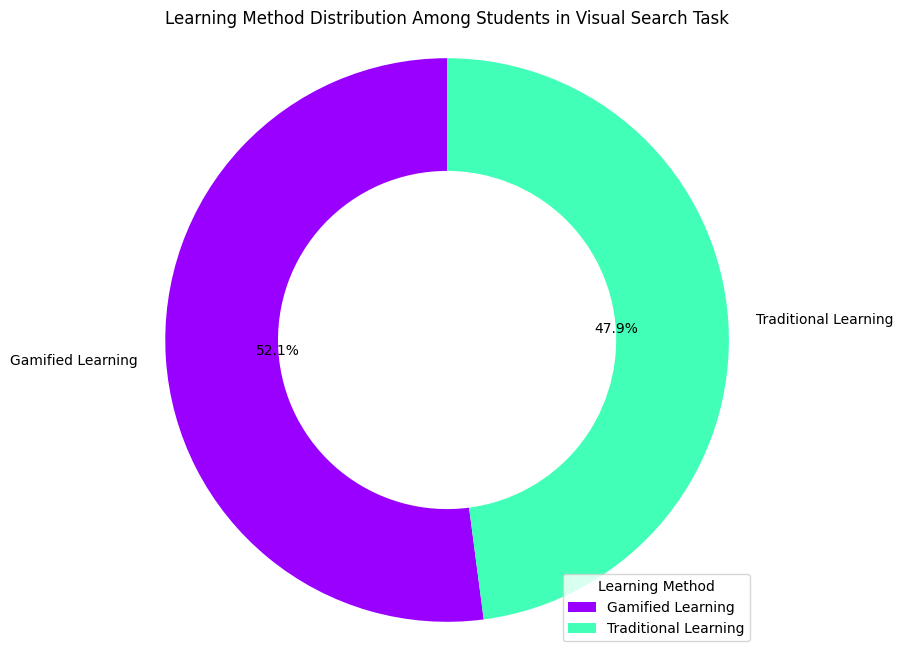 Learning Method Distribution Among Students in Visual Search Task
47.9%
Traditional Learning
52.1%
Gamified Learning
Learning Method
Gamified Learning
Traditional Learning